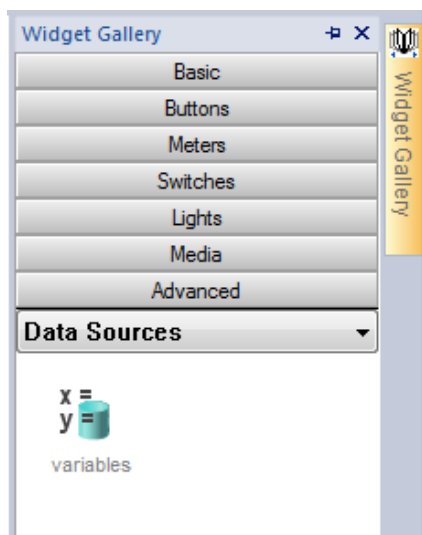 Widget Gallery
Basic
Buttons
Meters
Switches
Lights
Media
Advanced
Data Sources
x =
y =
variables
Widget Gallery